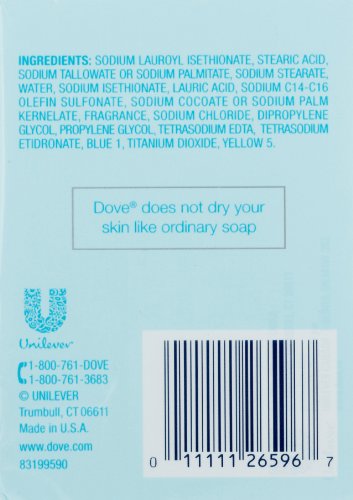 INGREDIENTS: SODIUM LAUROYL ISETHIONATE, STEARIC ACID,
SODIUM TALLOWATE OR SODIUM PALMITATE, SODIUM STEARATE,
WATER, SODIUM ISETHIONATE, LAURIC ACID, SODIUM C14-C16
OLEFIN SULFONATE, SODIUM COCOATE OR SODIUM PALM
KERNELATE, FRAGRANCE, SODIUM CHLORIDE, DIPROPYLENE
GLYCOL, PROPYLENE GLYCOL, TETRASODIUM EDTA, TETRASODIUM
ETIDRONATE, BLUE 1, TITANIUM DIOXIDE, YELLOW 5.
Dove® does not dry your
skin like ordinary soap
Unilever
1-800-761-DOVE
1-800-761-3683
© UNILEVER
Trumbull, CT 06611
Made in U.S.A.
www.dove.com
83199590
0 11111 26596 7